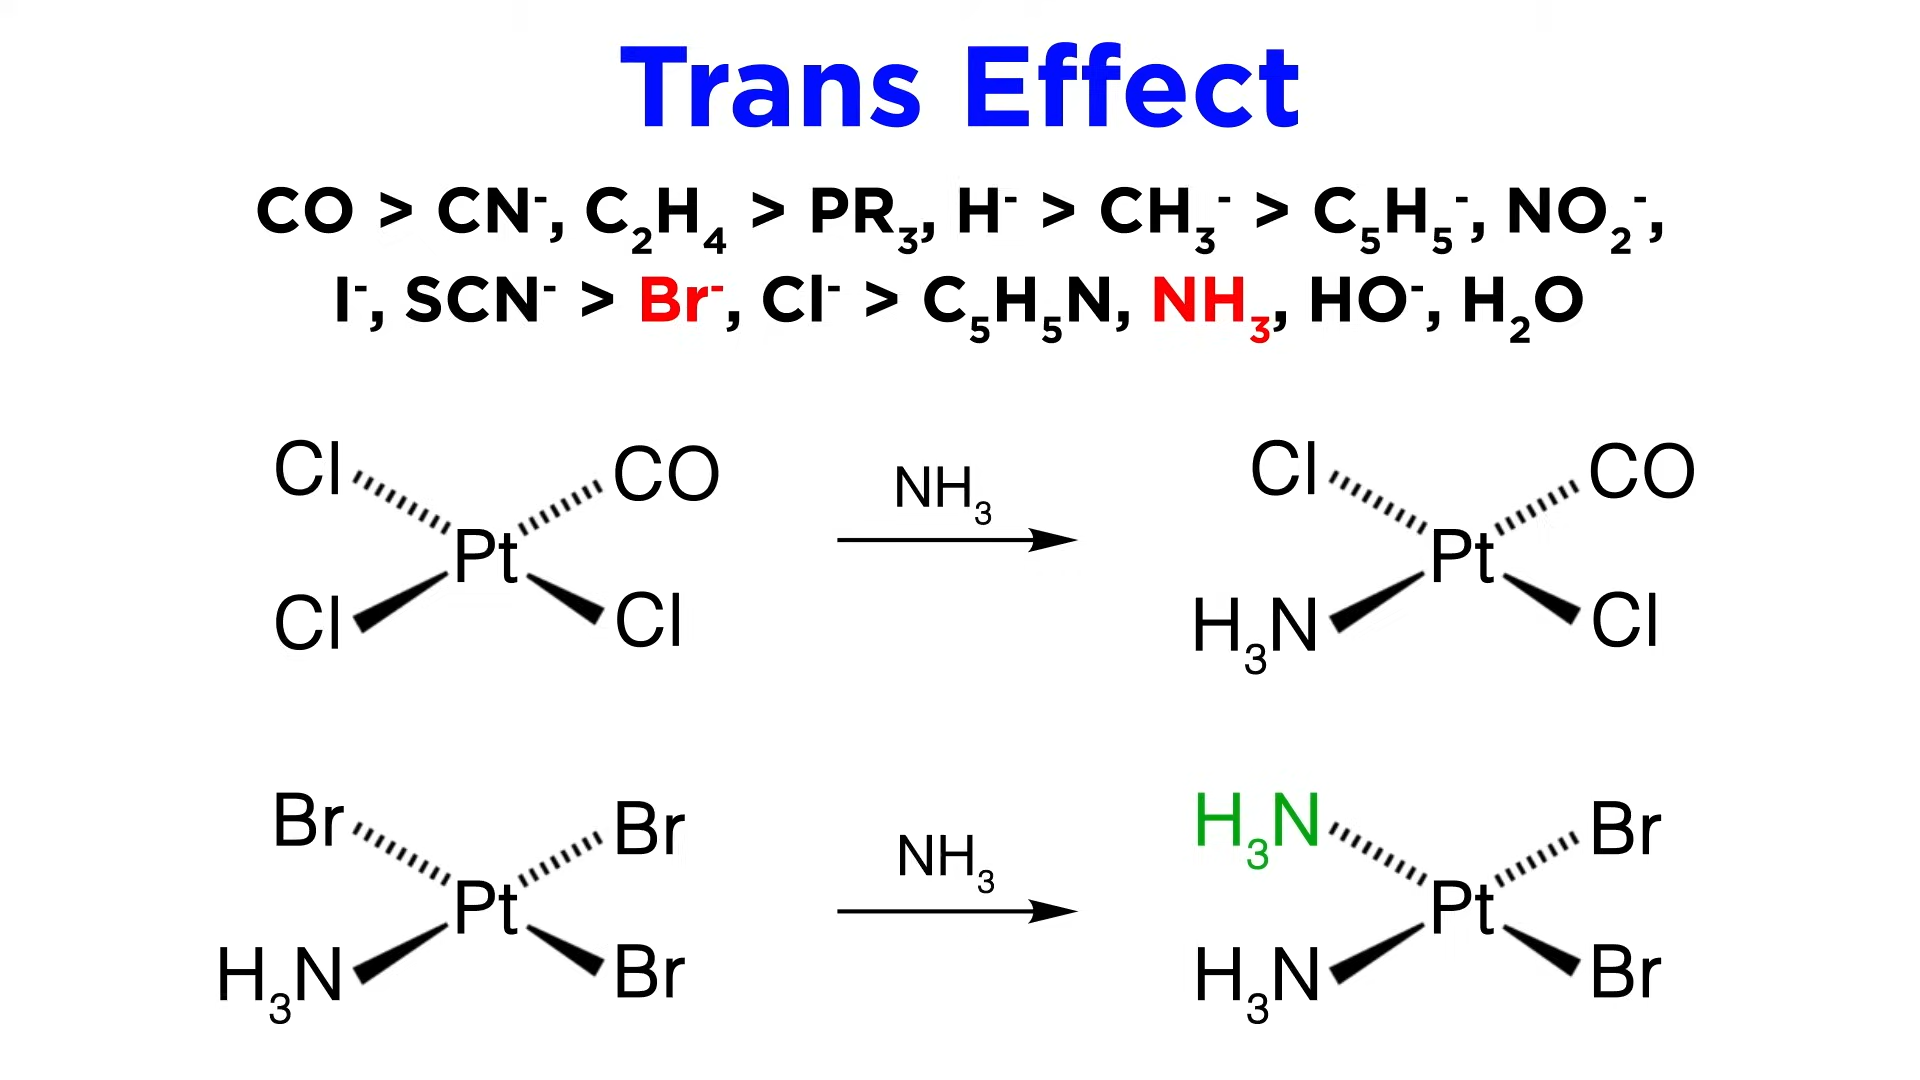 Trans Effect
CO > CN⁻, C₂H₄ > PR₃, H⁻ > CH₃⁻ > C₅H₅⁻, NO₂⁻,
I⁻, SCN⁻ > Br⁻, Cl⁻ > C₅H₅N, NH₃, HO⁻, H₂O
Cl CO NH₃ Cl CO
Pt Pt
Cl Cl H₃N Cl
Br Br NH₃ H₃N Br
Pt Pt
H₃N Br H₃N Br